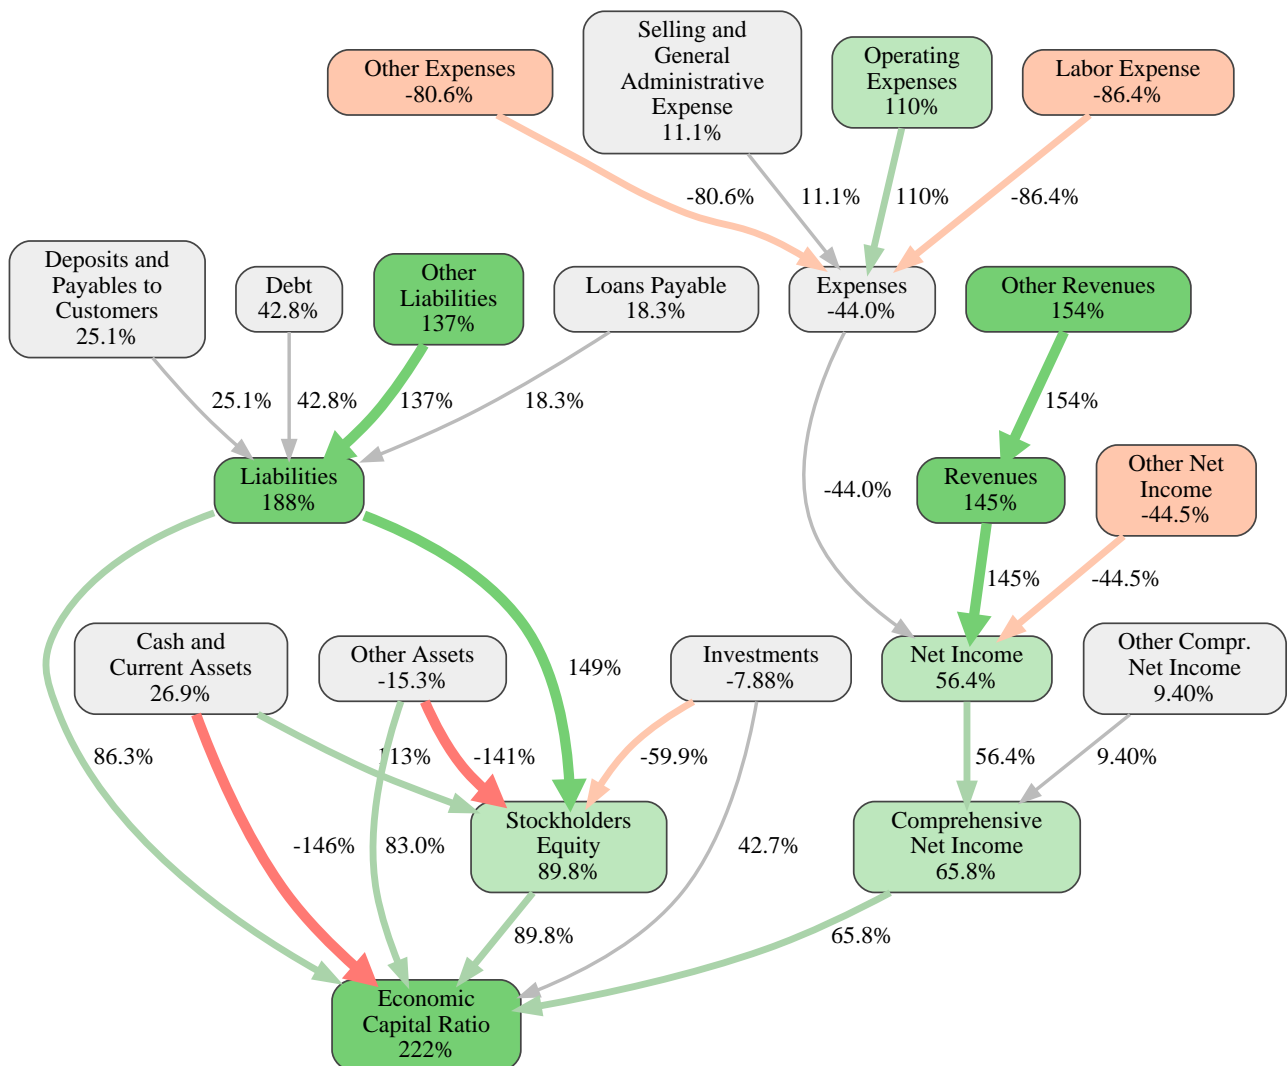 Selling and
General
Administrative
Expense
11.1%
Other Expenses
-80.6%
Operating
Expenses
110%
Labor Expense
-86.4%
-80.6%
11.1%
110%
-86.4%
Deposits and
Payables to
Customers
25.1%
Debt
42.8%
Other
Liabilities
137%
Loans Payable
18.3%
Expenses
-44.0%
Other Revenues
154%
25.1%
42.8%
137%
18.3%
154%
Liabilities
188%
-44.0%
Revenues
145%
Other Net
Income
-44.5%
145%
-44.5%
Cash and
Current Assets
26.9%
Other Assets
-15.3%
149%
Investments
-7.88%
Net Income
56.4%
Other Compr.
Net Income
9.40%
86.3%
113%
-141%
-59.9%
56.4%
9.40%
-146%
83.0%
Stockholders
Equity
89.8%
42.7%
Comprehensive
Net Income
65.8%
89.8%
65.8%
Economic
Capital Ratio
222%